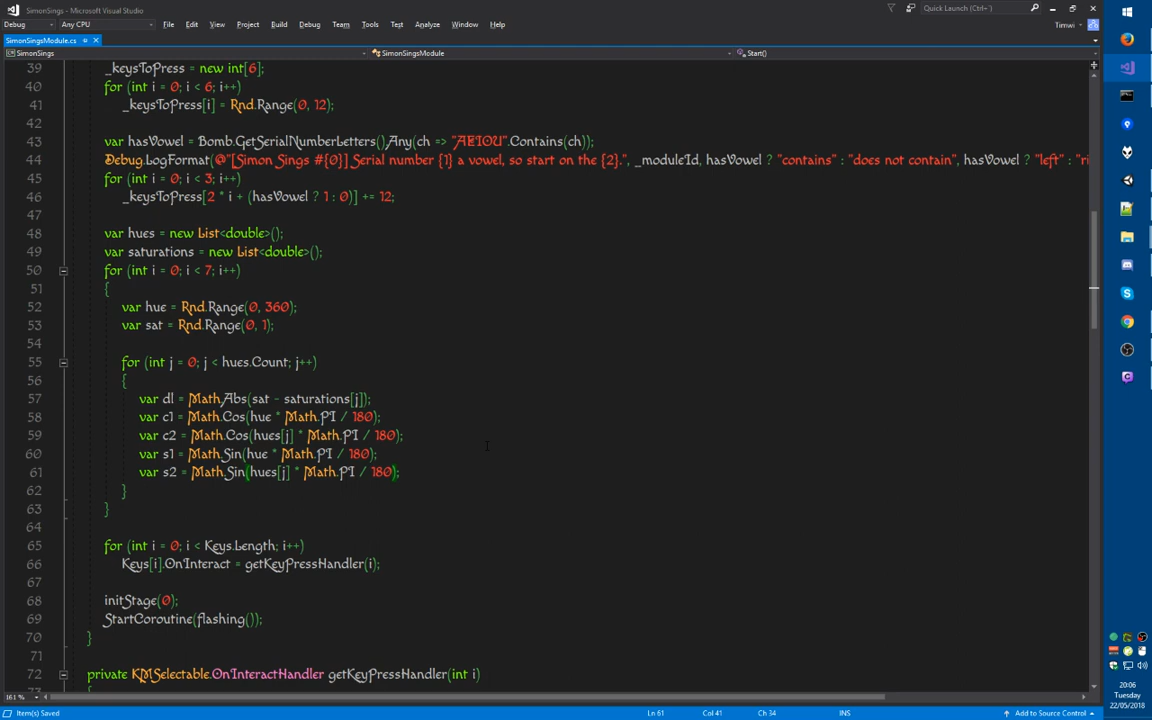 SimonSings - Microsoft Visual Studio
Quick Launch (Ctrl+')
File Edit View Project Build Debug Team Tools Test Analyze Window Help
Timwi
Debug Any CPU
SimonSingsModule.cs
SimonSings SimonSingsModule Start()
39 _keysToPress = new int[6];
40 for (int i = 0; i < 6; i++)
41 _keysToPress[i] = Rnd.Range(0, 12);
42
43 var hasVowel = Bomb.GetSerialNumberLetters().Any(ch => "AEIOU".Contains(ch));
44 Debug.LogFormat(@"[Simon Sings #{0}] Serial number {1} a vowel, so start on the {2}.", _moduleId, hasVowel ? "contains" : "does not contain", hasVowel ? "left" : "ri
45 for (int i = 0; i < 3; i++)
46 _keysToPress[2 * i + (hasVowel ? 1 : 0)] += 12;
47
48 var hues = new List<double>();
49 var saturations = new List<double>();
50 for (int i = 0; i < 7; i++)
51 {
52 var hue = Rnd.Range(0, 360);
53 var sat = Rnd.Range(0, 1);
54
55 for (int j = 0; j < hues.Count; j++)
56 {
57 var dl = Math.Abs(sat - saturations[j]);
58 var c1 = Math.Cos(hue * Math.PI / 180);
59 var c2 = Math.Cos(hues[j] * Math.PI / 180);
60 var s1 = Math.Sin(hue * Math.PI / 180);
61 var s2 = Math.Sin(hues[j] * Math.PI / 180);
62 }
63 }
64
65 for (int i = 0; i < Keys.Length; i++)
66 Keys[i].OnInteract = getKeyPressHandler(i);
67
68 initStage(0);
69 StartCoroutine(flashing());
70 }
71
72 private KMSelectable.OnInteractHandler getKeyPressHandler(int i)
73 {
161 %
Item(s) Saved Ln 61 Col 41 Ch 34 INS Add to Source Control
20:06
Tuesday
22/05/2018